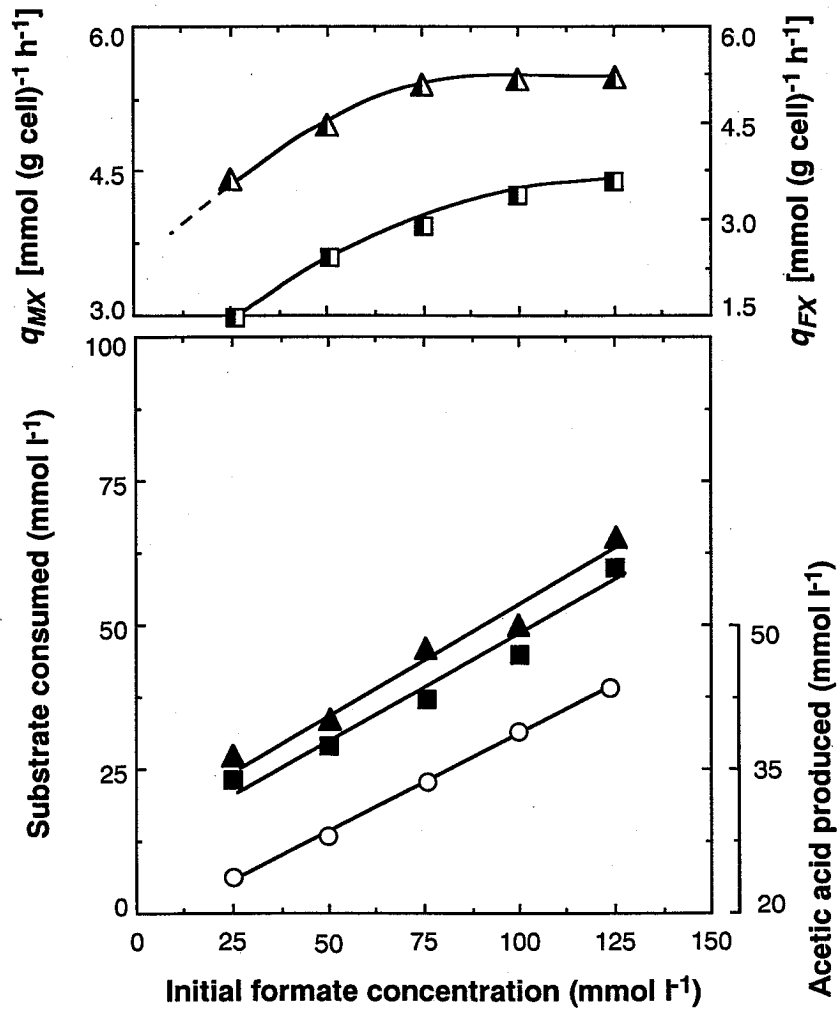 6.0
4.5
3.0
qMX [mmol (g cell)-1 h-1]
6.0
4.5
3.0
1.5
qFX [mmol (g cell)-1 h-1]
100
75
50
25
0
Substrate consumed (mmol l-1)
50
35
20
Acetic acid produced (mmol l-1)
0 25 50 75 100 125 150
Initial formate concentration (mmol l-1)